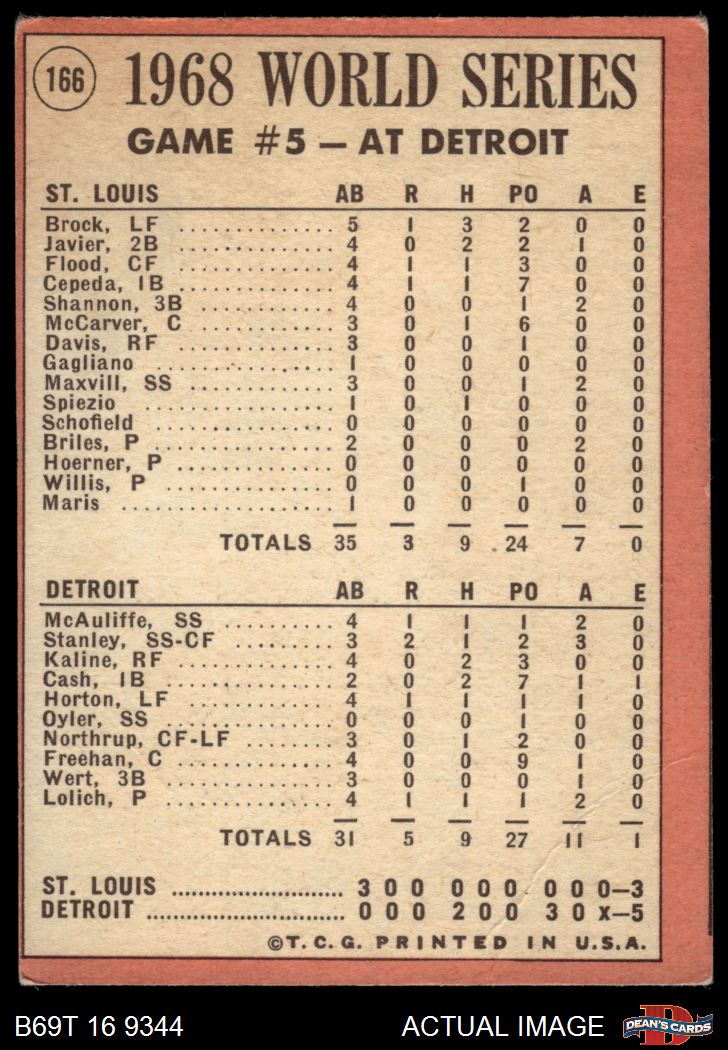 166 1968 WORLD SERIES
GAME #5 — AT DETROIT
ST. LOUIS AB R H PO A E
Brock, LF .............. 5 1 3 2 0 0
Javier, 2B .............. 4 0 2 2 1 0
Flood, CF .............. 4 1 1 3 0 0
Cepeda, 1B .............. 4 1 1 7 0 0
Shannon, 3B ............ 4 0 0 1 2 0
McCarver, C ............ 3 0 1 6 0 0
Davis, RF .............. 3 0 0 1 0 0
Gagliano ............... 1 0 0 0 0 0
Maxvill, SS ............. 3 0 0 1 2 0
Spiezio ................ 1 0 1 0 0 0
Schofield .............. 0 0 0 0 0 0
Briles, P ............... 2 0 0 0 2 0
Hoerner, P ............. 0 0 0 0 0 0
Willis, P ............... 0 0 0 1 0 0
Maris .................. 1 0 0 0 0 0
TOTALS 35 3 9 24 7 0
DETROIT AB R H PO A E
McAuliffe, SS .......... 4 1 1 1 2 0
Stanley, SS-CF ......... 3 2 1 2 3 0
Kaline, RF ............. 4 0 2 3 0 0
Cash, 1B ............... 2 0 2 7 1 1
Horton, LF ............. 4 1 1 1 1 0
Oyler, SS .............. 0 0 0 1 0 0
Northrup, CF-LF ........ 3 0 1 2 0 0
Freehan, C ............. 4 0 0 9 1 0
Wert, 3B ............... 3 0 0 0 1 0
Lolich, P .............. 4 1 1 1 2 0
TOTALS 31 5 9 27 11 1
ST. LOUIS .......................... 3 0 0 0 0 0 0 0 0—3
DETROIT .............................. 0 0 0 2 0 0 3 0 x—5
©T.C.G. PRINTED IN U.S.A.
B69T 16 9344 ACTUAL IMAGE D DEAN'S CARDS